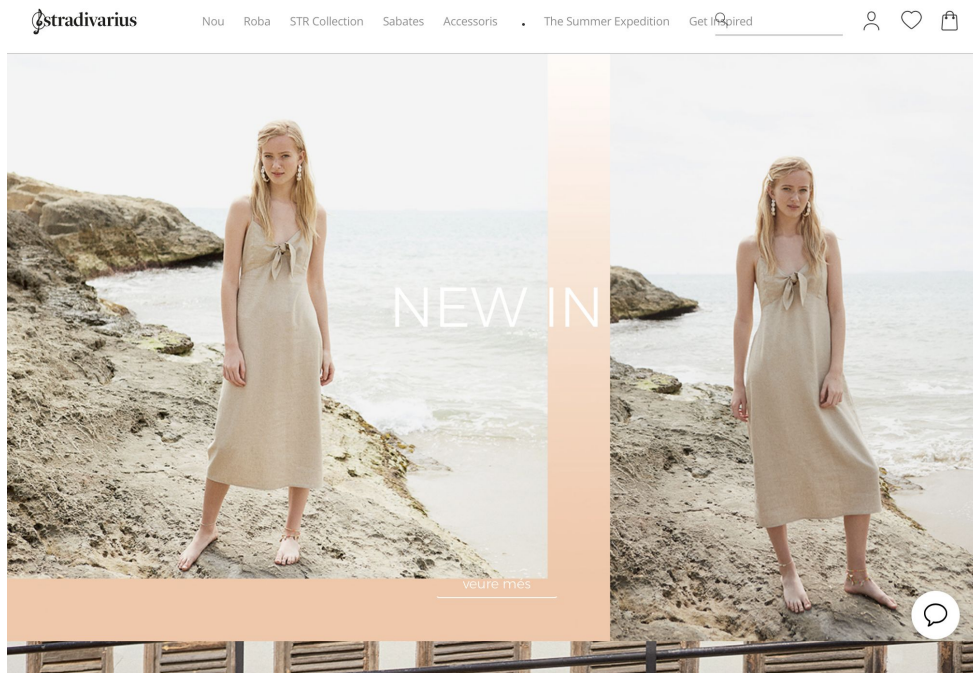 Stradivarius
Nou Roba STR Collection Sabates Accessoris • The Summer Expedition Get Inspired
NEW IN
veure més